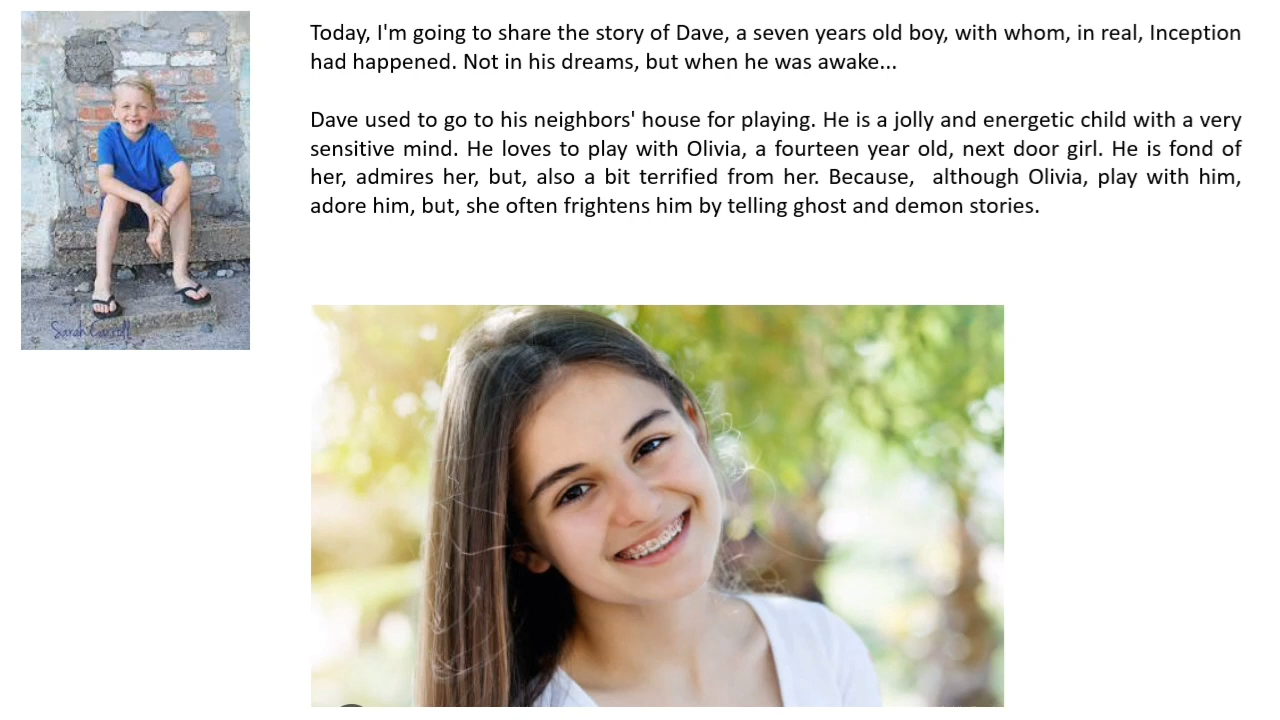 Today, I'm going to share the story of Dave, a seven years old boy, with whom, in real, Inception
had happened. Not in his dreams, but when he was awake...
Dave used to go to his neighbors' house for playing. He is a jolly and energetic child with a very
sensitive mind. He loves to play with Olivia, a fourteen year old, next door girl. He is fond of
her, admires her, but, also a bit terrified from her. Because,  although Olivia, play with him,
adore him, but, she often frightens him by telling ghost and demon stories.
Sarah